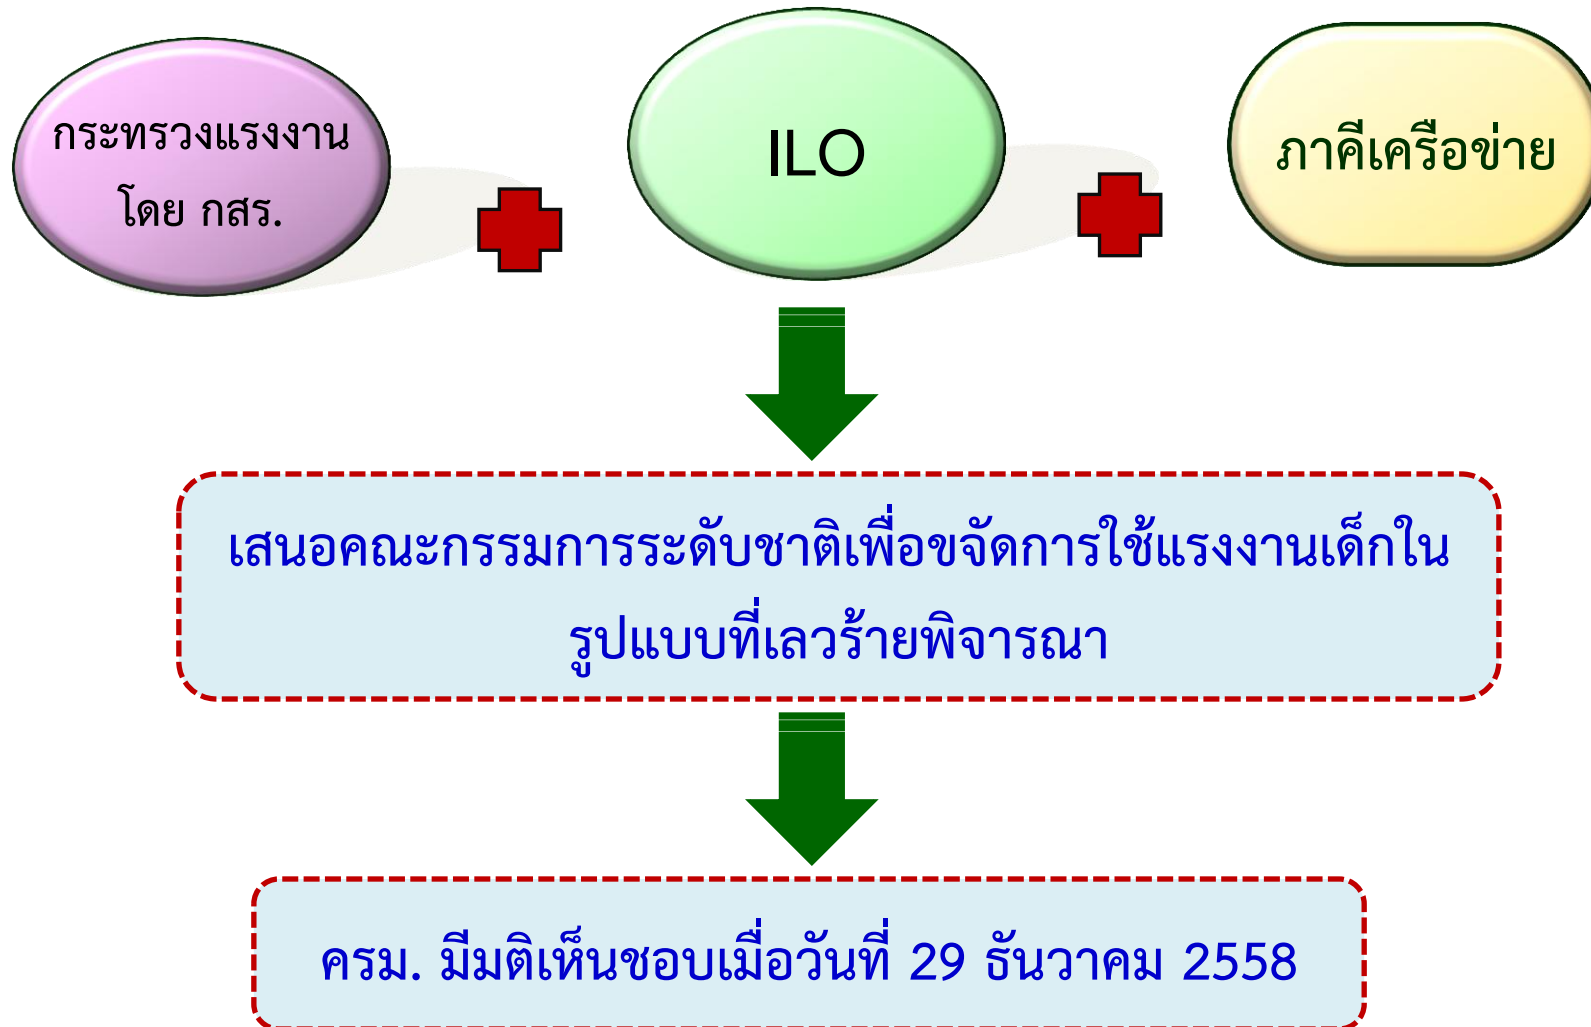 กระทรวงแรงงาน
โดย กสร.
ILO
ภาคีเครือข่าย
เสนอคณะกรรมการระดับชาติเพื่อขจัดการใช้แรงงานเด็กใน
รูปแบบที่เลวร้ายพิจารณา
ครม. มีมติเห็นชอบเมื่อวันที่ 29 ธันวาคม 2558